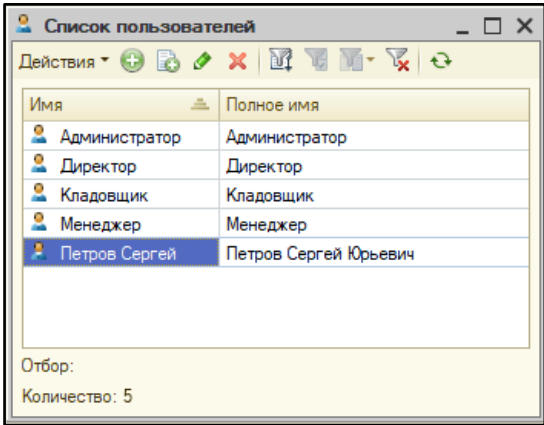 Список пользователей
Действия
Имя Полное имя
Администратор Администратор
Директор Директор
Кладовщик Кладовщик
Менеджер Менеджер
Петров Сергей Петров Сергей Юрьевич
Отбор:
Количество: 5